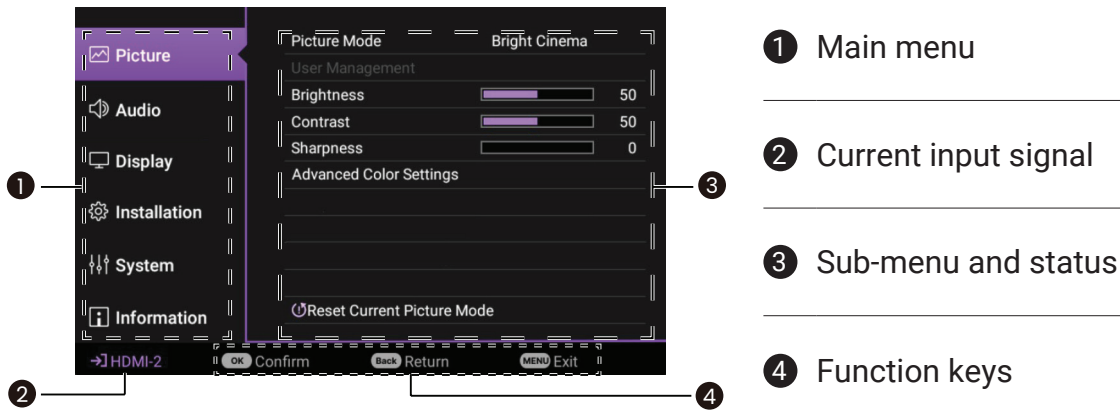 Picture
Audio
Display
Installation
System
Information
HDMI-2
Picture Mode Bright Cinema
User Management
Brightness 50
Contrast 50
Sharpness 0
Advanced Color Settings
Reset Current Picture Mode
OK Confirm Back Return MENU Exit
1
2
3
4
1 Main menu
2 Current input signal
3 Sub-menu and status
4 Function keys